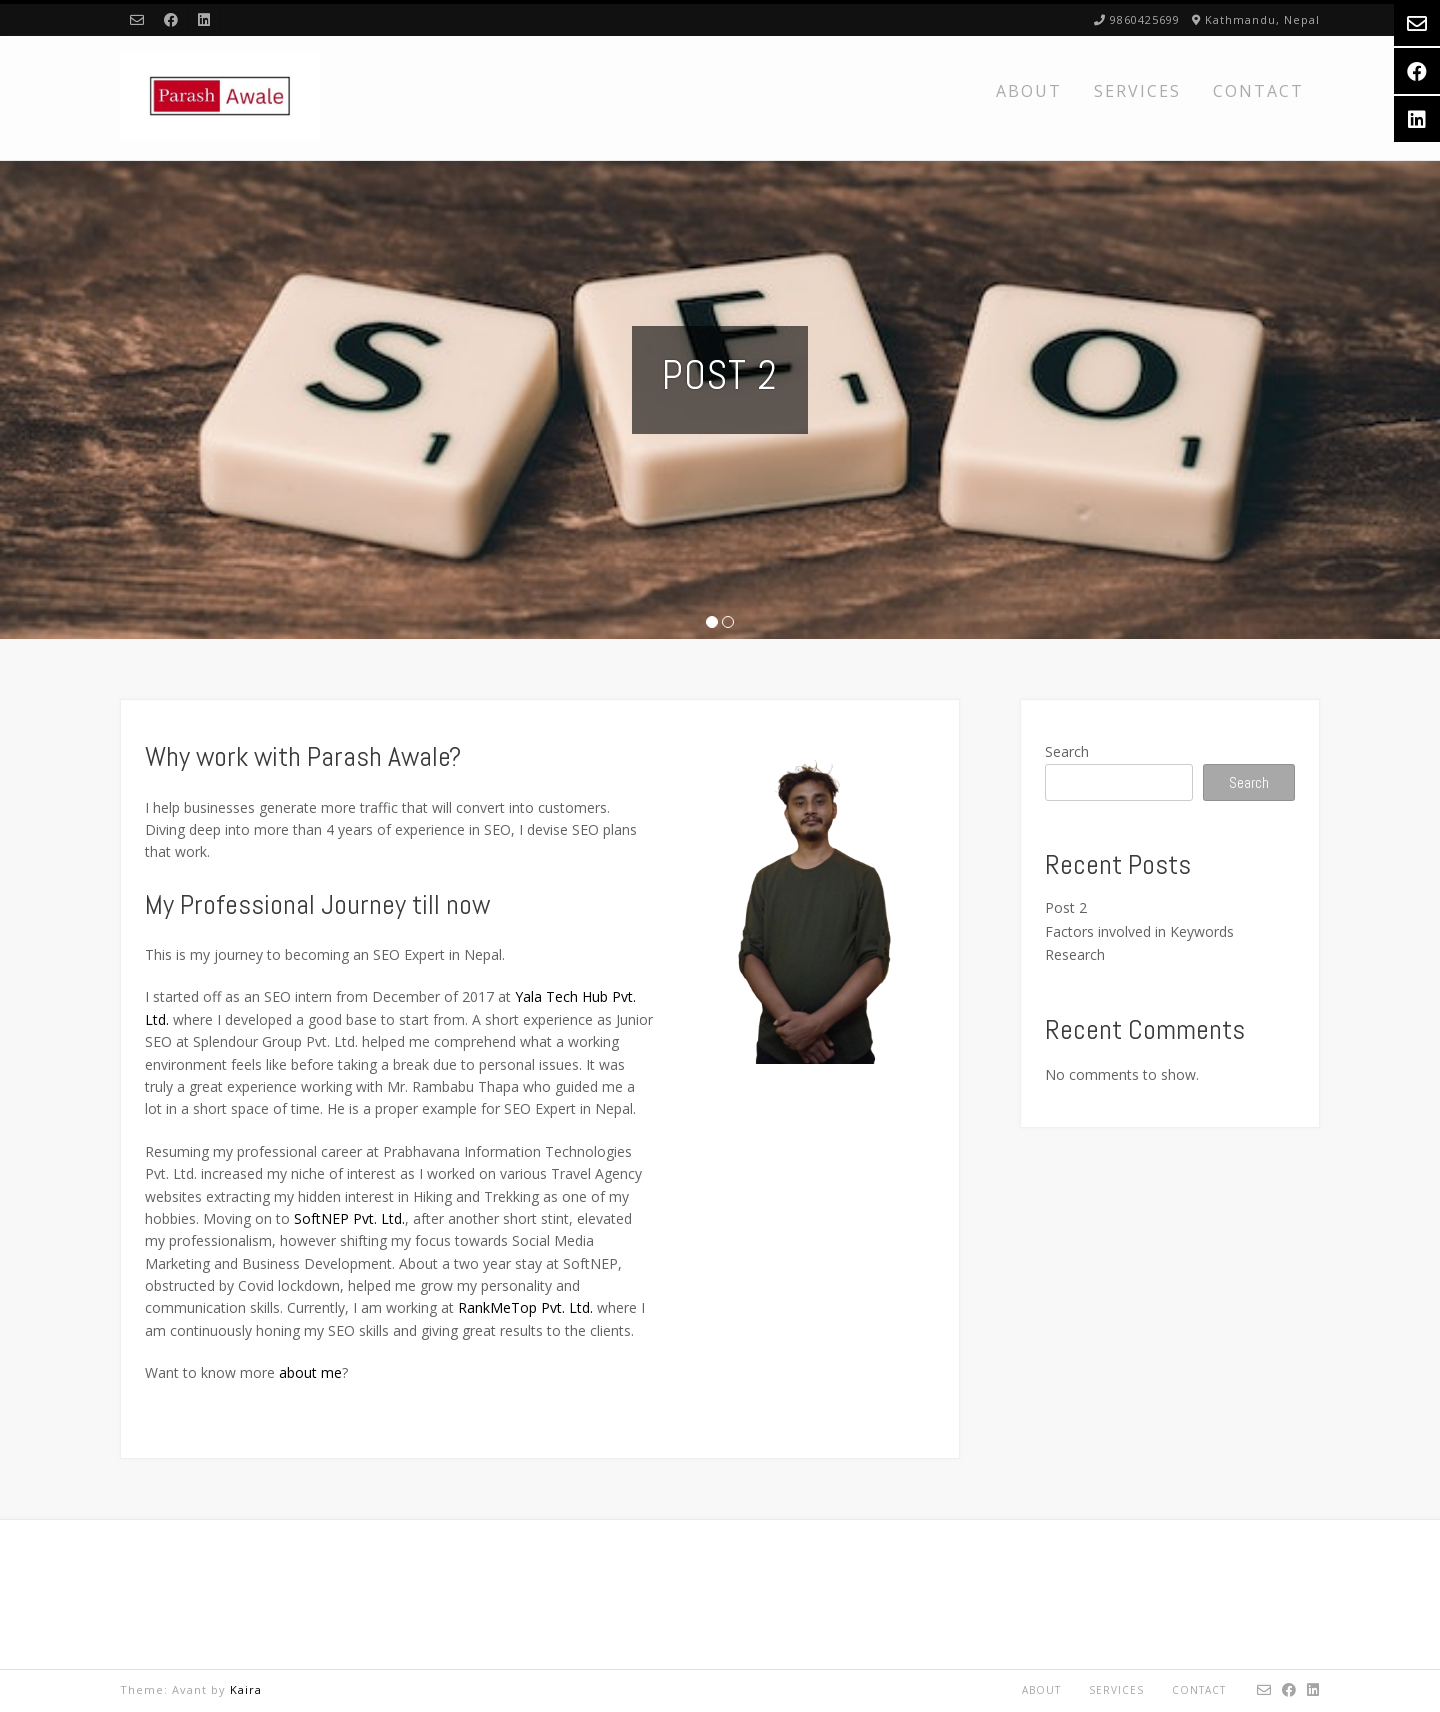 9860425699 Kathmandu, Nepal
Parash Awale
ABOUT SERVICES CONTACT
S1 E1 O1
POST 2
Why work with Parash Awale?
I help businesses generate more traffic that will convert into customers.
Diving deep into more than 4 years of experience in SEO, I devise SEO plans
that work.
My Professional Journey till now
This is my journey to becoming an SEO Expert in Nepal.
I started off as an SEO intern from December of 2017 at Yala Tech Hub Pvt.
Ltd. where I developed a good base to start from. A short experience as Junior
SEO at Splendour Group Pvt. Ltd. helped me comprehend what a working
environment feels like before taking a break due to personal issues. It was
truly a great experience working with Mr. Rambabu Thapa who guided me a
lot in a short space of time. He is a proper example for SEO Expert in Nepal.
Resuming my professional career at Prabhavana Information Technologies
Pvt. Ltd. increased my niche of interest as I worked on various Travel Agency
websites extracting my hidden interest in Hiking and Trekking as one of my
hobbies. Moving on to SoftNEP Pvt. Ltd., after another short stint, elevated
my professionalism, however shifting my focus towards Social Media
Marketing and Business Development. About a two year stay at SoftNEP,
obstructed by Covid lockdown, helped me grow my personality and
communication skills. Currently, I am working at RankMeTop Pvt. Ltd. where I
am continuously honing my SEO skills and giving great results to the clients.
Want to know more about me?
Search
Search
Recent Posts
Post 2
Factors involved in Keywords
Research
Recent Comments
No comments to show.
Theme: Avant by Kaira
ABOUT SERVICES CONTACT